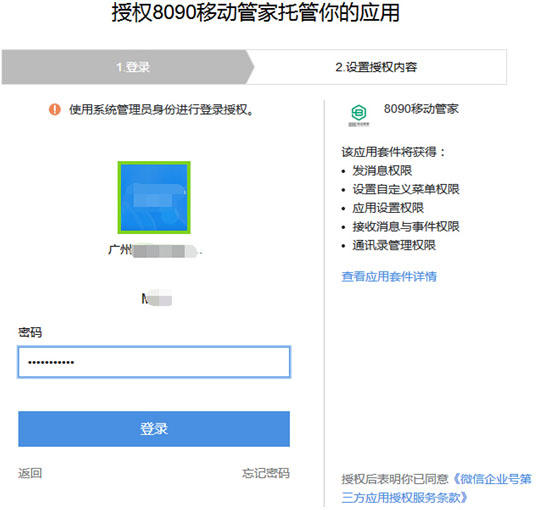 授权8090移动管家托管你的应用
1.登录
2.设置授权内容
使用系统管理员身份进行登录授权。
广州
密码
•••••••••••
登录
返回
忘记密码
8090移动管家
该应用套件将获得：
• 发消息权限
• 设置自定义菜单权限
• 应用设置权限
• 接收消息与事件权限
• 通讯录管理权限
查看应用套件详情
授权后表明你已同意《微信企业号第
三方应用授权服务条款》